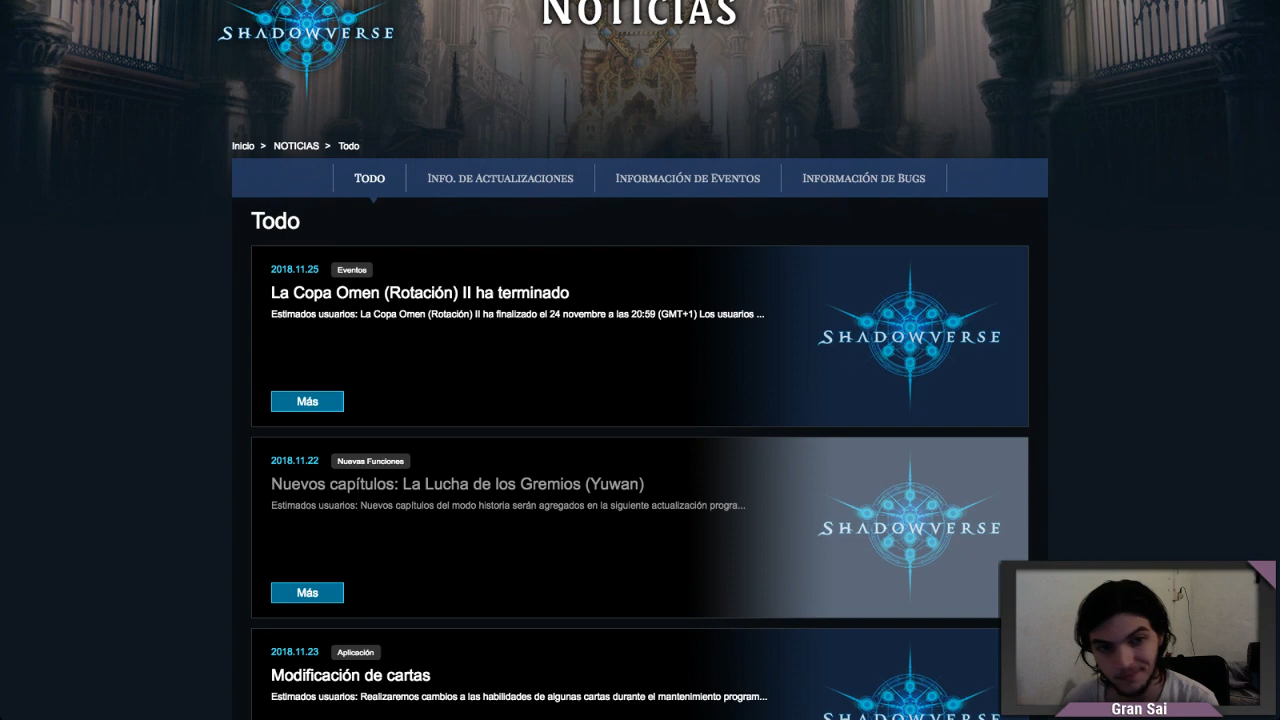 NOTICIAS
SHADOWVERSE
Inicio > NOTICIAS > Todo
Todo
Info. de Actualizaciones
Información de Eventos
Información de Bugs
Todo
2018.11.25 Eventos
La Copa Omen (Rotación) II ha terminado
Estimados usuarios: La Copa Omen (Rotación) II ha finalizado el 24 novembre a las 20:59 (GMT+1) Los usuarios ...
SHADOWVERSE
Más
2018.11.22 Nuevas Funciones
Nuevos capítulos: La Lucha de los Gremios (Yuwan)
Estimados usuarios: Nuevos capítulos del modo historia serán agregados en la siguiente actualización progra...
SHADOWVERSE
Más
2018.11.23 Aplicación
Modificación de cartas
Estimados usuarios: Realizaremos cambios a las habilidades de algunas cartas durante el mantenimiento program...
SHADOWVERSE
Gran Sai